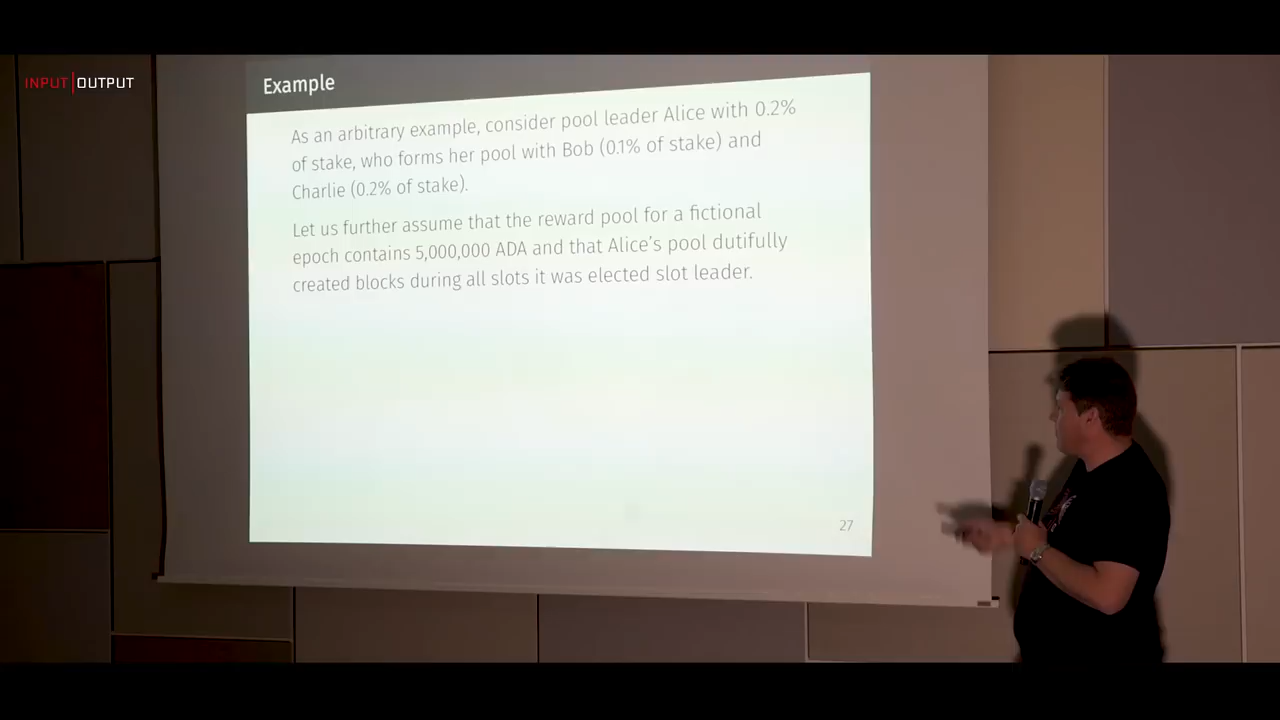 INPUT|OUTPUT
Example
As an arbitrary example, consider pool leader Alice with 0.2%
of stake, who forms her pool with Bob (0.1% of stake) and
Charlie (0.2% of stake).
Let us further assume that the reward pool for a fictional
epoch contains 5,000,000 ADA and that Alice's pool dutifully
created blocks during all slots it was elected slot leader.
27